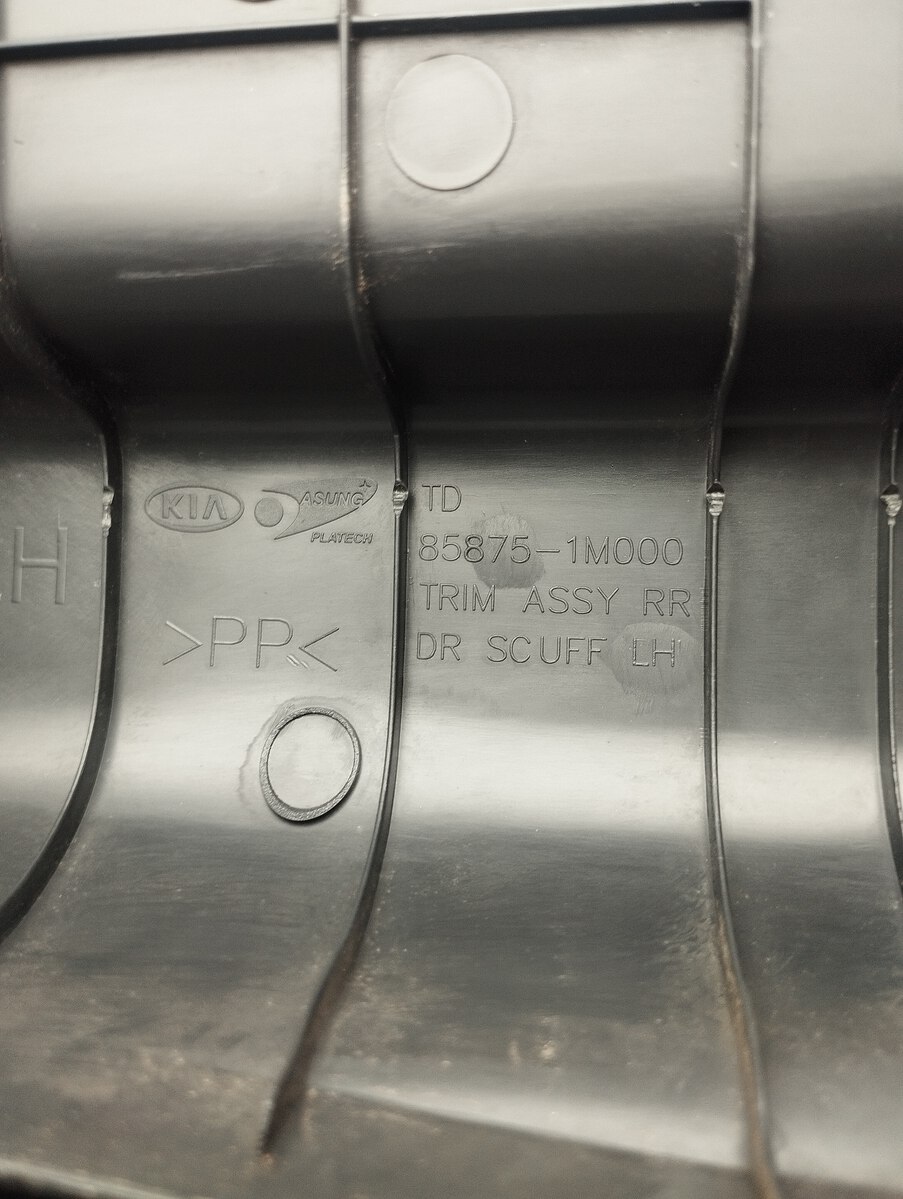 H
KIA
ASUNG
PLATECH
>PP<
TD
85875-1M000
TRIM ASSY RR
DR SCUFF LH